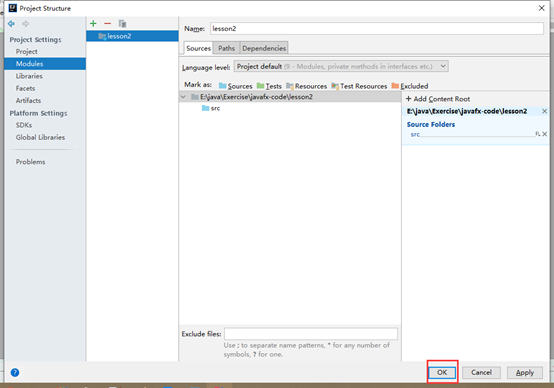 Project Structure
Project Settings
Project
Modules
Libraries
Facets
Artifacts
Platform Settings
SDKs
Global Libraries
Problems
lesson2
Name: lesson2
Sources Paths Dependencies
Language level: Project default (9 - Modules, private methods in interfaces etc.)
Mark as: Sources Tests Resources Test Resources Excluded
E:\java\Exercise\javafx-code\lesson2
src
+ Add Content Root
E:\java\Exercise\javafx-code\lesson2
Source Folders
src
Exclude files:
Use ; to separate name patterns, * for any number of
symbols, ? for one.
? OK Cancel Apply